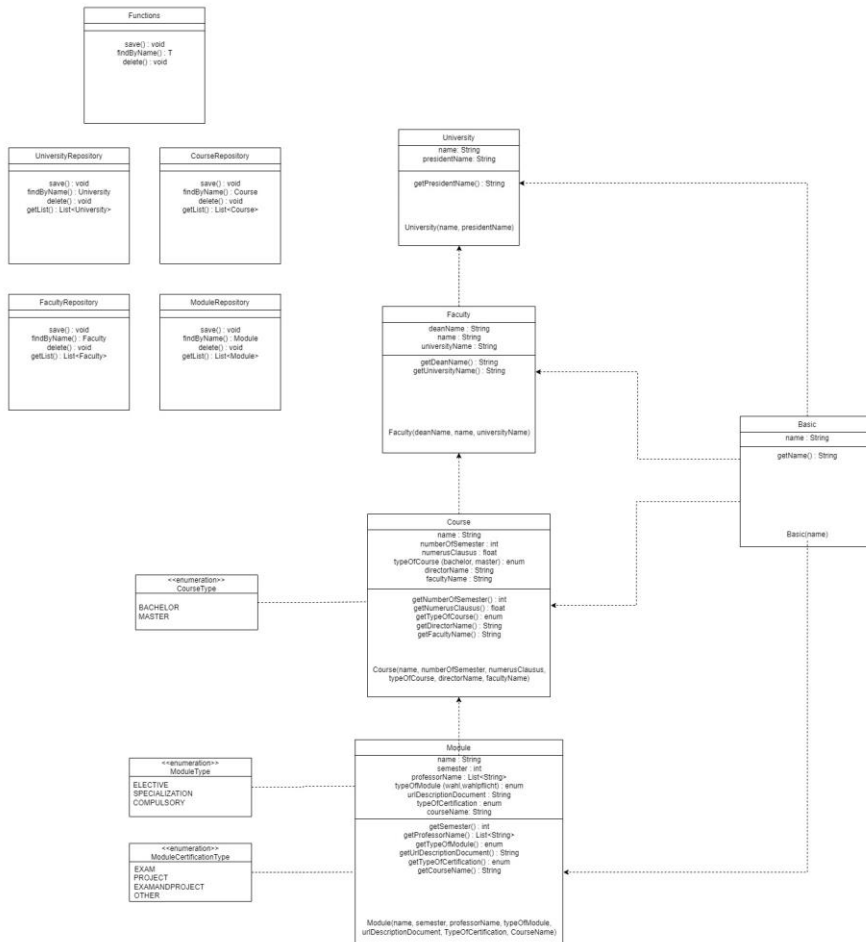 Functions
save() : void
findByName() : T
delete() : void
UniversityRepository
save() : void
findByName() : University
delete() : void
getList() : List<University>
CourseRepository
save() : void
findByName() : Course
delete() : void
getList() : List<Course>
FacultyRepository
save() : void
findByName() : Faculty
delete() : void
getList() : List<Faculty>
ModuleRepository
save() : void
findByName() : Module
delete() : void
getList() : List<Module>
University
name: String
presidentName: String
getPresidentName() : String
University(name, presidentName)
Faculty
deanName : String
name : String
universityName : String
getDeanName() : String
getUniversityName() : String
Faculty(deanName, name, universityName)
Basic
name : String
getName() : String
Basic(name)
Course
name : String
numberOfSemester : int
numerusClausus : float
typeOfCourse (bachelor, master) : enum
directorName : String
facultyName : String
getNumberOfSemester() : int
getNumerusClausus() : float
getTypeOfCourse() : enum
getDirectorName() : String
getFacultyName() : String
Course(name, numberOfSemester, numerusClausus,
typeOfCourse, directorName, facultyName)
<<enumeration>>
CourseType
BACHELOR
MASTER
Module
name : String
semester : int
professorName : List<String>
typeOfModule (wahl,wahlpflicht) : enum
urlDescriptionDocument : String
typeOfCertification : enum
courseName: String
getSemester() : int
getProfessorName() : List<String>
getTypeOfModule() : enum
getUrlDescriptionDocument() : String
getTypeOfCertification() : enum
getCourseName() : String
Module(name, semester, professorName, typeOfModule,
urlDescriptionDocument, TypeOfCertification, CourseName)
<<enumeration>>
ModuleType
ELECTIVE
SPECIALIZATION
COMPULSORY
<<enumeration>>
ModuleCertificationType
EXAM
PROJECT
EXAMANDPROJECT
OTHER